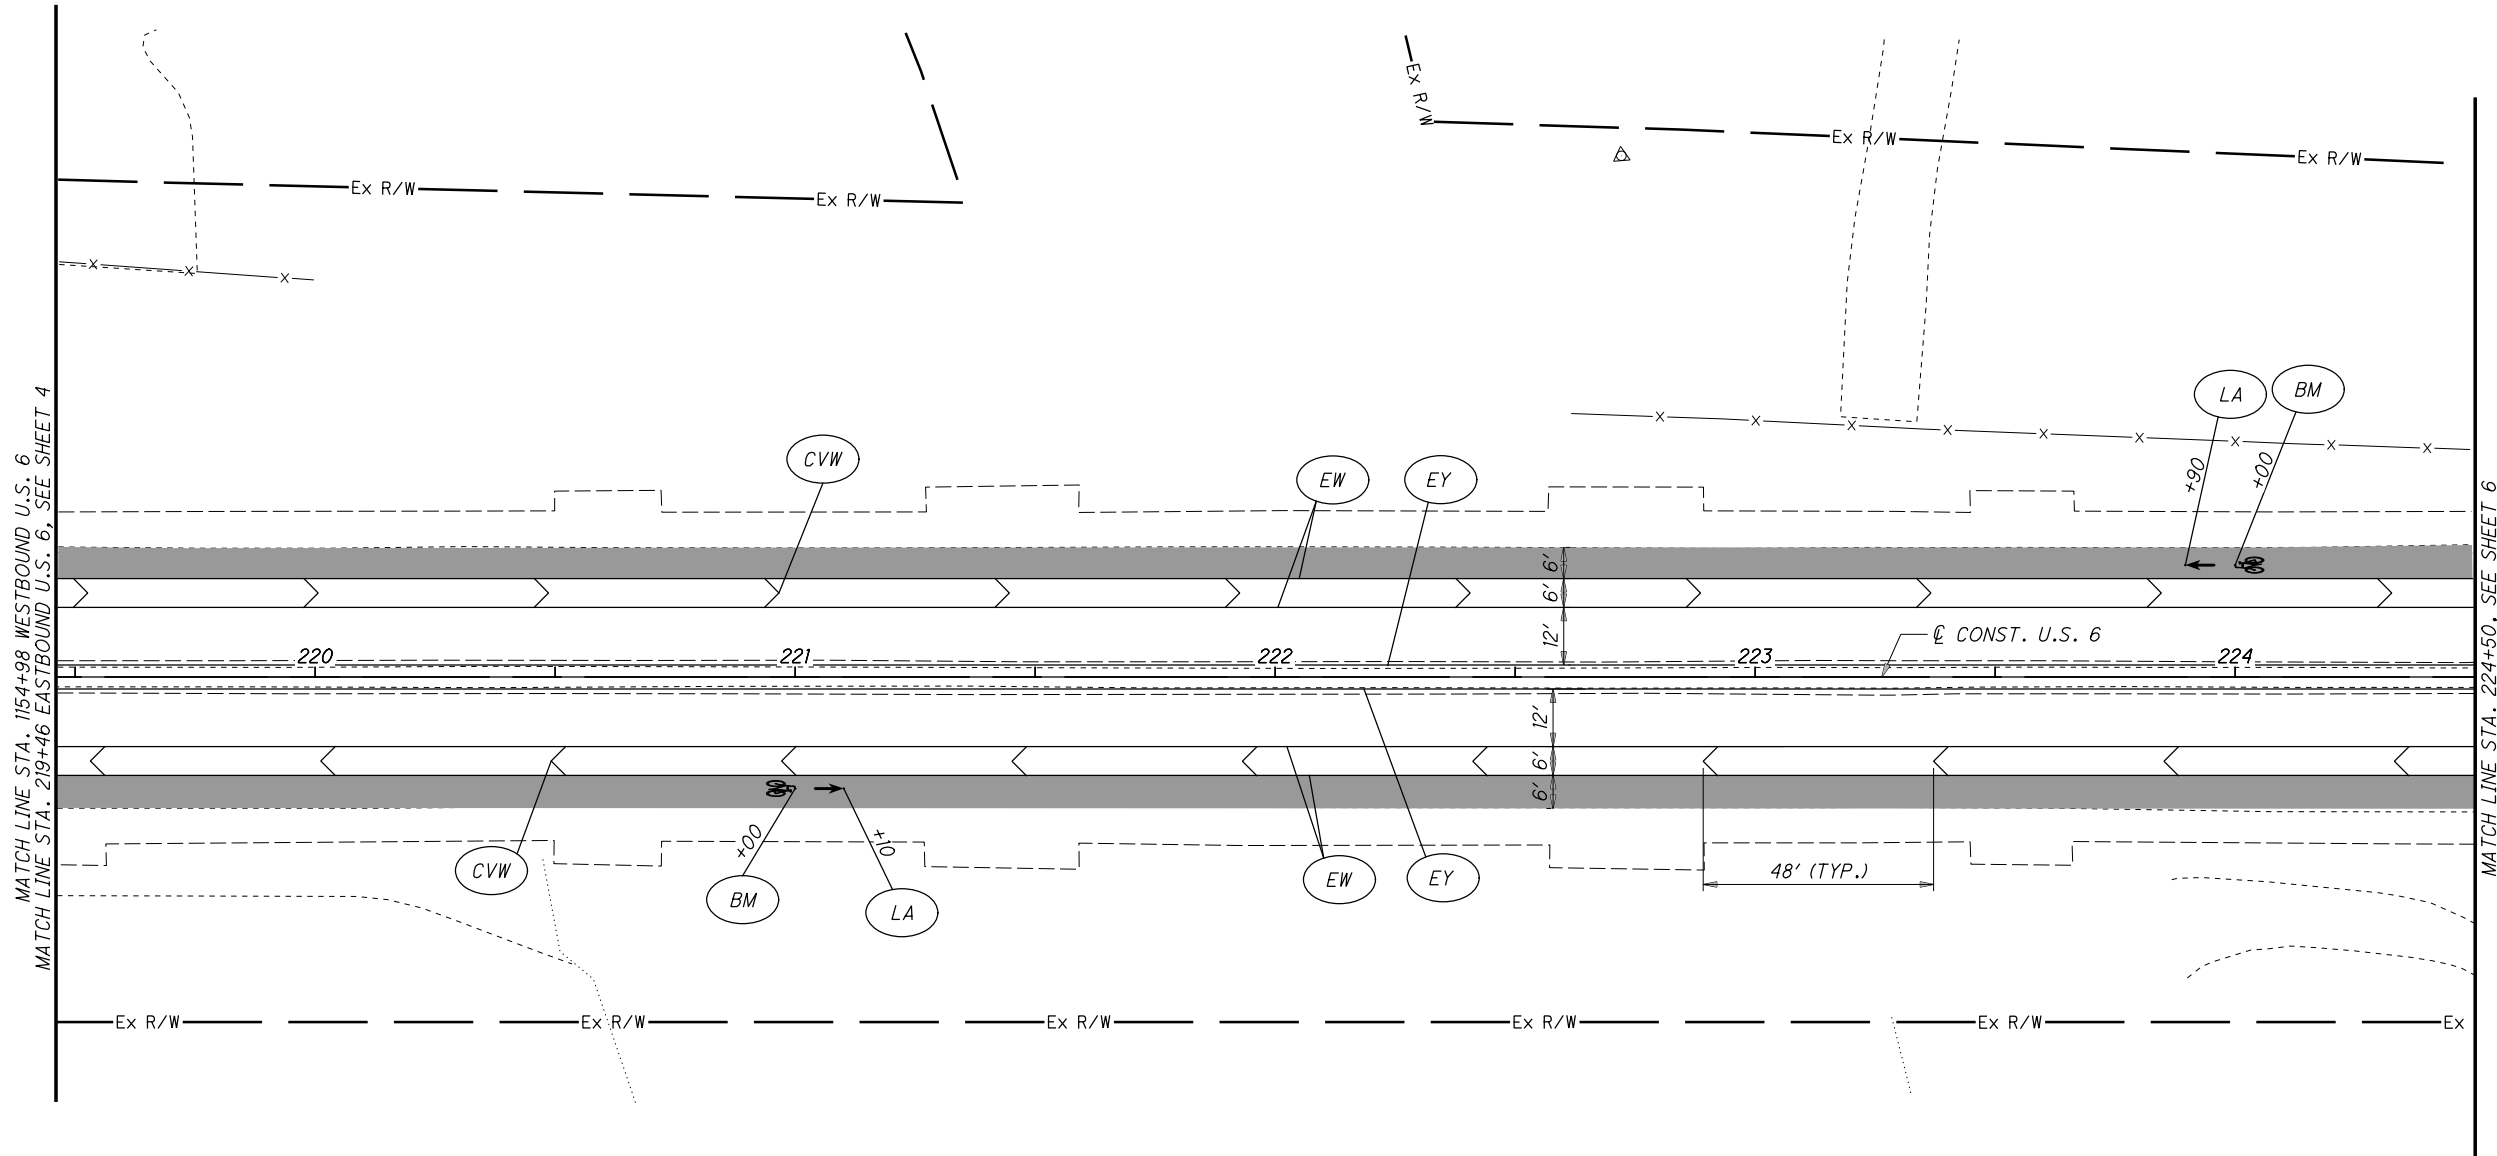 Ex R/W
Ex R/W
Ex R/W
Ex R/W
Ex R/W
LA
BM
CVW
EW
EY
+90
+00
6'
6'
12'
220
221
222
223
224
℄ CONST. U.S. 6
12'
6'
6'
+00
+10
48' (TYP.)
CVW
BM
LA
EW
EY
Ex R/W
Ex R/W
Ex R/W
Ex R/W
Ex R/W
Ex
MATCH LINE STA. 1154+98 WESTBOUND U.S. 6
MATCH LINE STA. 219+46 EASTBOUND U.S. 6, SEE SHEET 4
MATCH LINE STA. 224+50. SEE SHEET 6